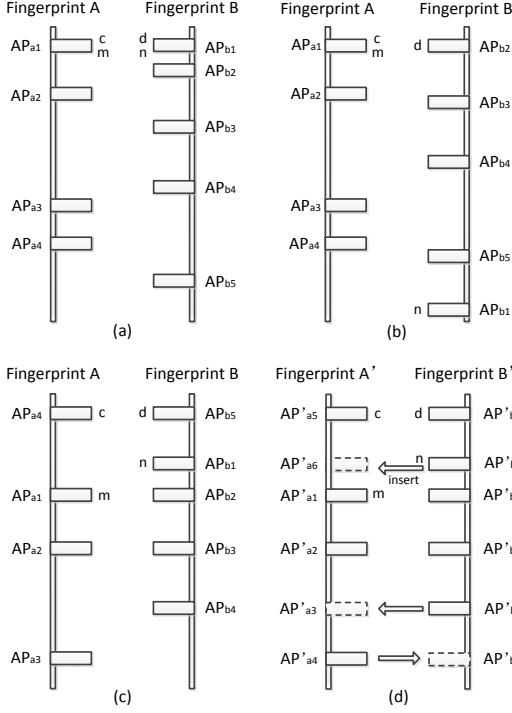 Fingerprint A Fingerprint B
APa1 c m d n APb1
APb2
APa2
APb3
APb4
APa3
APa4
APb5
(a)
Fingerprint A Fingerprint B
APa1 c m d APb2
APa2
APb3
APb4
APa3
APa4
APb5
n APb1
(b)
Fingerprint A Fingerprint B
APa4 c d APb5
n APb1
APa1 m APb2
APa2 APb3
APb4
APa3
(c)
Fingerprint A' Fingerprint B'
AP'a5 c d
AP'a6 n
insert
AP'a1 m
AP'a2
AP'a3
AP'a4
(d)